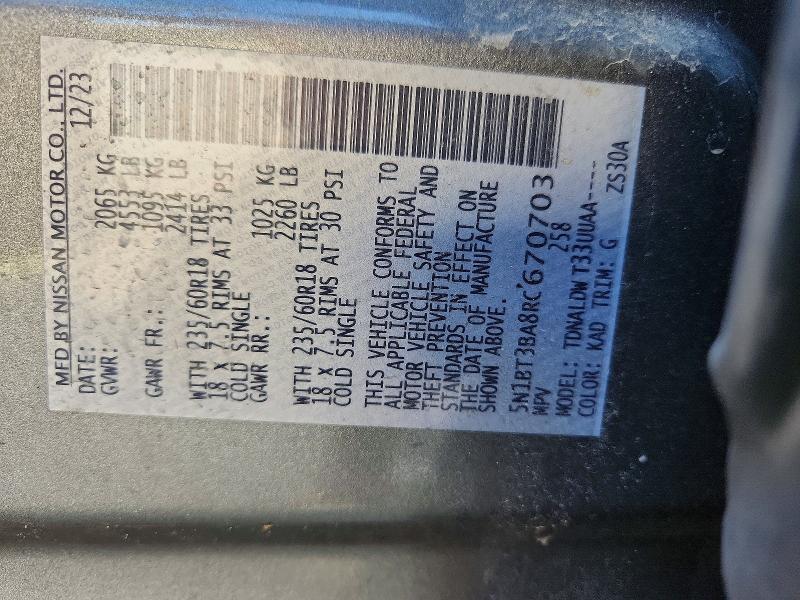 MFD BY NISSAN MOTOR CO., LTD.
DATE: 12/23
GVWR: 2065 KG
4553 LB
GAWR FR.: 1095 KG
2414 LB
WITH 235/60R18 TIRES
18 X 7.5 RIMS AT 33 PSI
COLD SINGLE
GAWR RR.: 1025 KG
2260 LB
WITH 235/60R18 TIRES
18 X 7.5 RIMS AT 30 PSI
COLD SINGLE
THIS VEHICLE CONFORMS TO
ALL APPLICABLE FEDERAL
MOTOR VEHICLE SAFETY AND
THEFT PREVENTION
STANDARDS IN EFFECT ON
THE DATE OF MANUFACTURE
SHOWN ABOVE.
5N1BT3BA8RC670703
MPV 258
MODEL: TDNALDWT33UUAA----
COLOR: KAD TRIM: G ZS30A